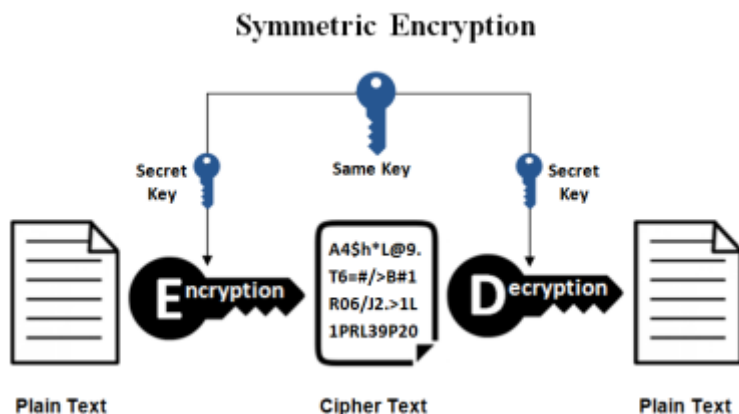 Symmetric Encryption
Secret
Key
Same Key
Secret
Key
Encryption
A4$h*L@9.
T6=#/>B#1
R06/J2.>1L
1PRL39P20
Decryption
Plain Text
Cipher Text
Plain Text